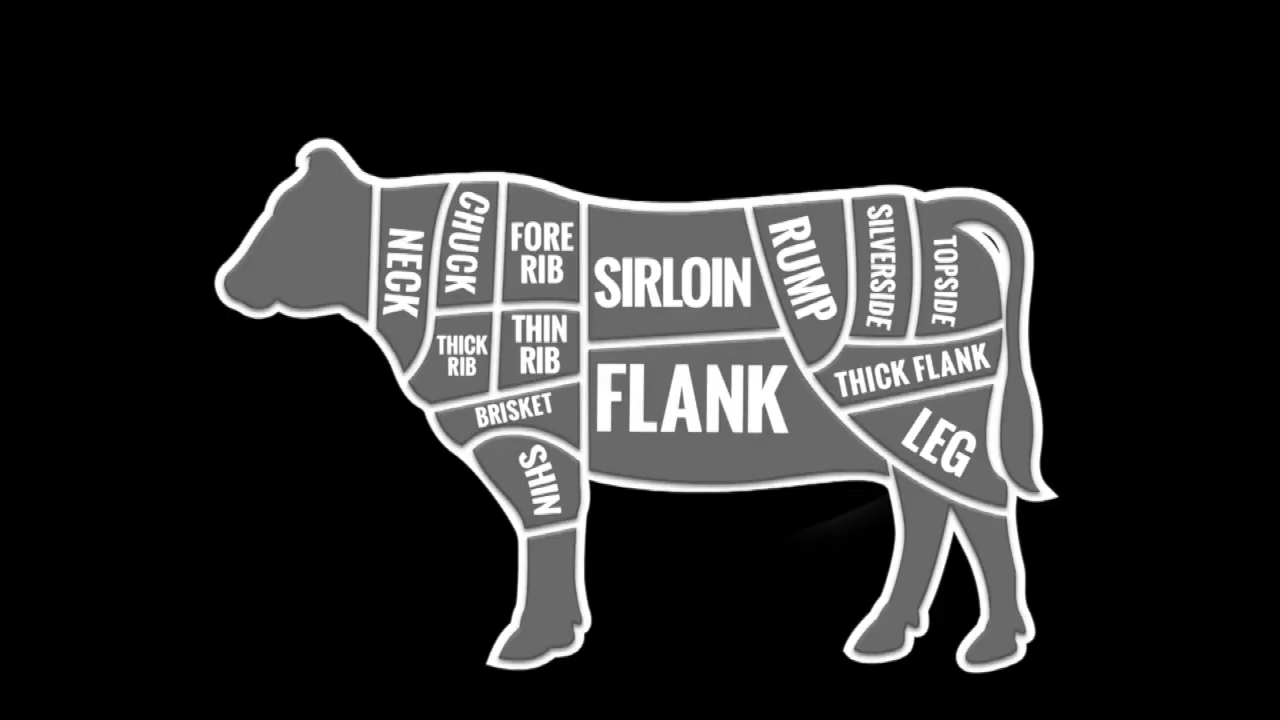 NECK
CHUCK
FORE
RIB
SIRLOIN
RUMP
SILVERSIDE
TOPSIDE
THICK
RIB
THIN
RIB
FLANK
THICK FLANK
BRISKET
LEG
SHIN